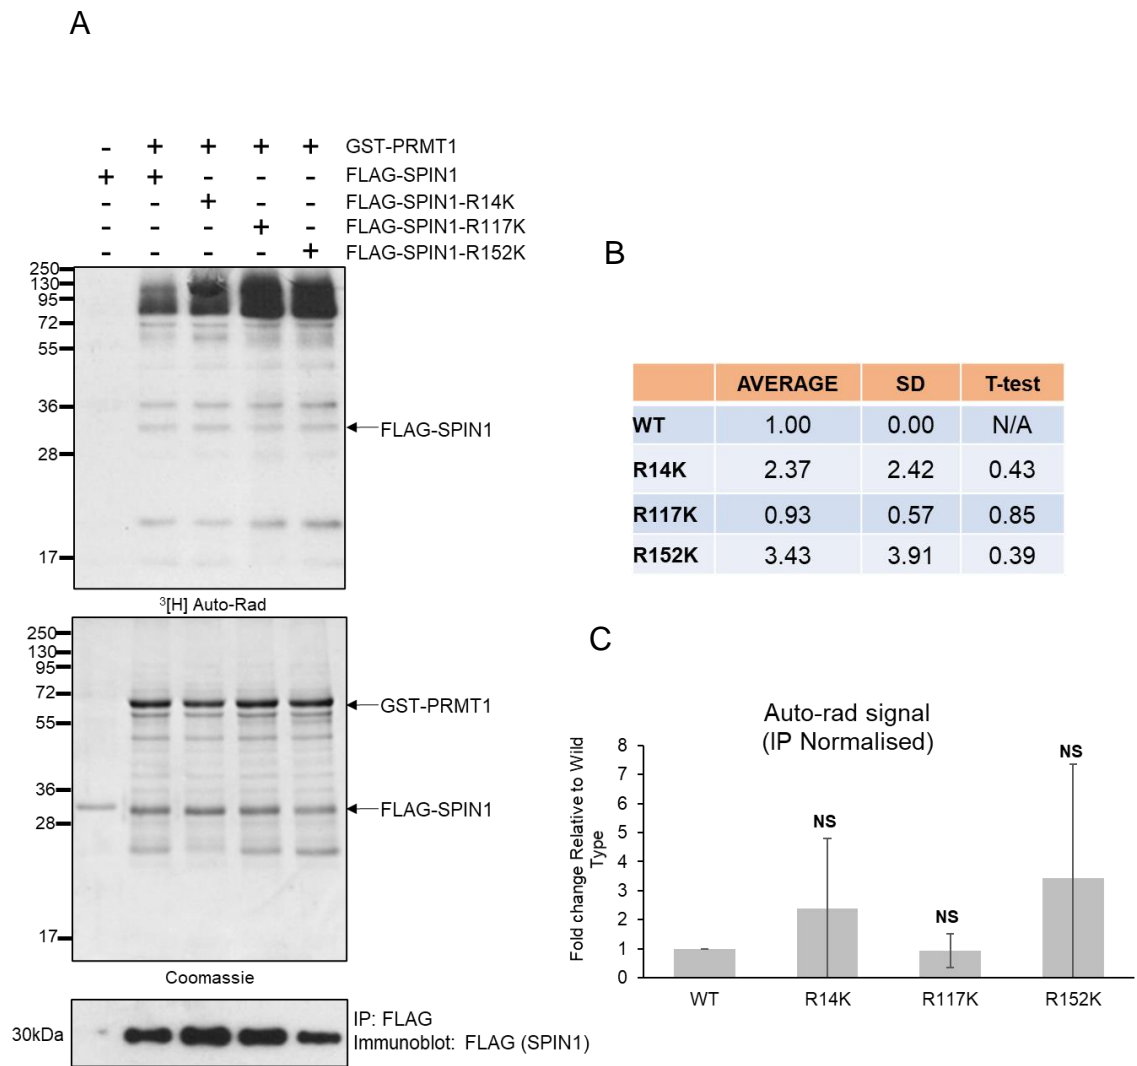 A
- + + + + GST-PRMT1
+ + - - - FLAG-SPIN1
- - + - - FLAG-SPIN1-R14K
- - - + - FLAG-SPIN1-R117K
- - - - + FLAG-SPIN1-R152K
250
130
95
72
55
36
FLAG-SPIN1
28
17
³[H] Auto-Rad
250
130
95
72
GST-PRMT1
55
36
FLAG-SPIN1
28
17
Coomassie
30kDa
IP: FLAG
Immunoblot: FLAG (SPIN1)
B
AVERAGE SD T-test
WT 1.00 0.00 N/A
R14K 2.37 2.42 0.43
R117K 0.93 0.57 0.85
R152K 3.43 3.91 0.39
C
Auto-rad signal
(IP Normalised)
Fold change Relative to Wild
Type
8
7
6
5
4
3
2
1
0
NS
NS
NS
WT R14K R117K R152K